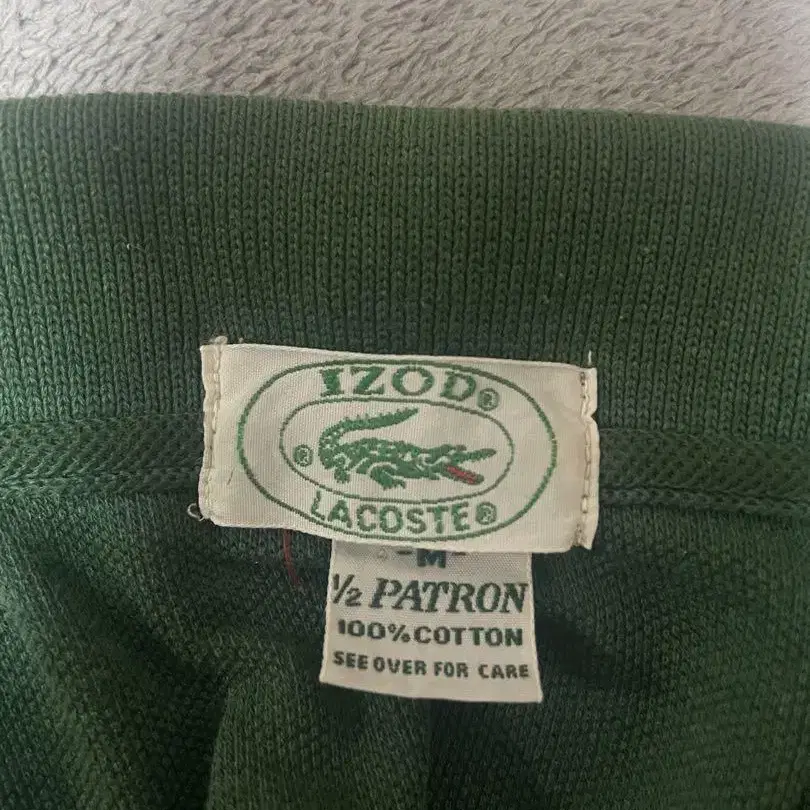 IZOD®
®
LACOSTE®
-M-
½ PATRON
100% COTTON
SEE OVER FOR CARE